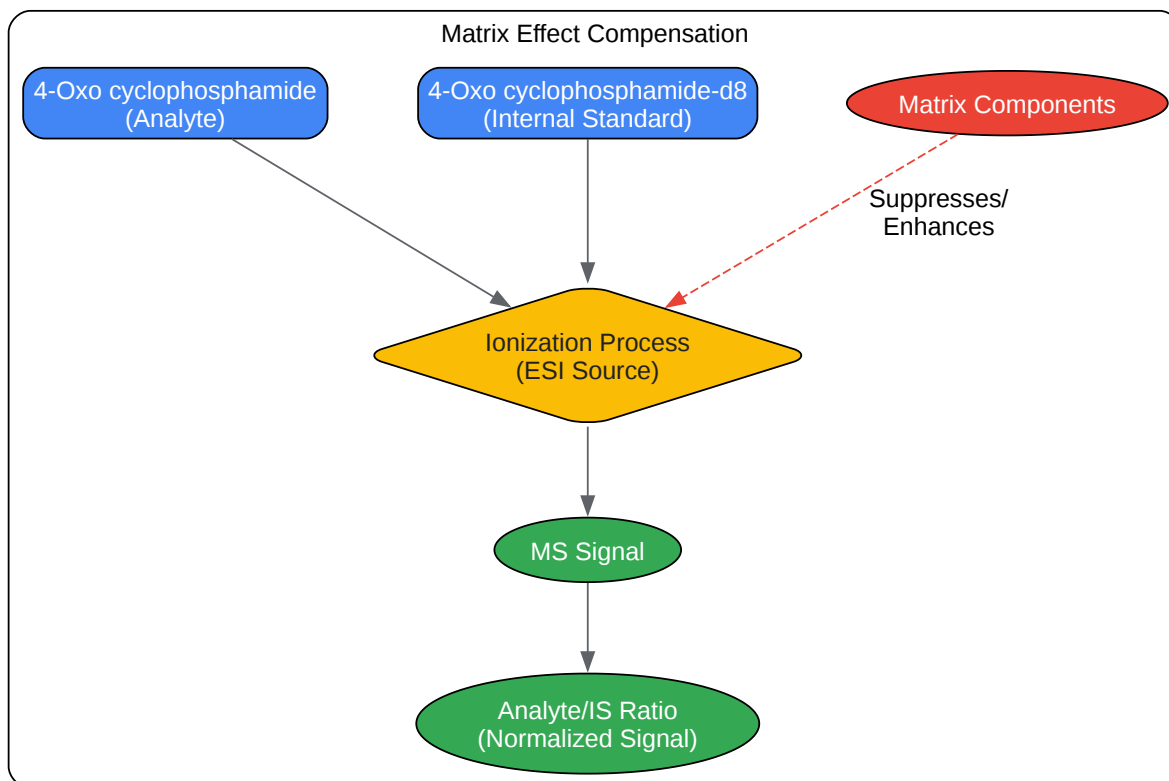 Matrix Effect Compensation
4-Oxo cyclophosphamide
(Analyte)
4-Oxo cyclophosphamide-d8
(Internal Standard)
Matrix Components
Suppresses/
Enhances
Ionization Process
(ESI Source)
MS Signal
Analyte/IS Ratio
(Normalized Signal)